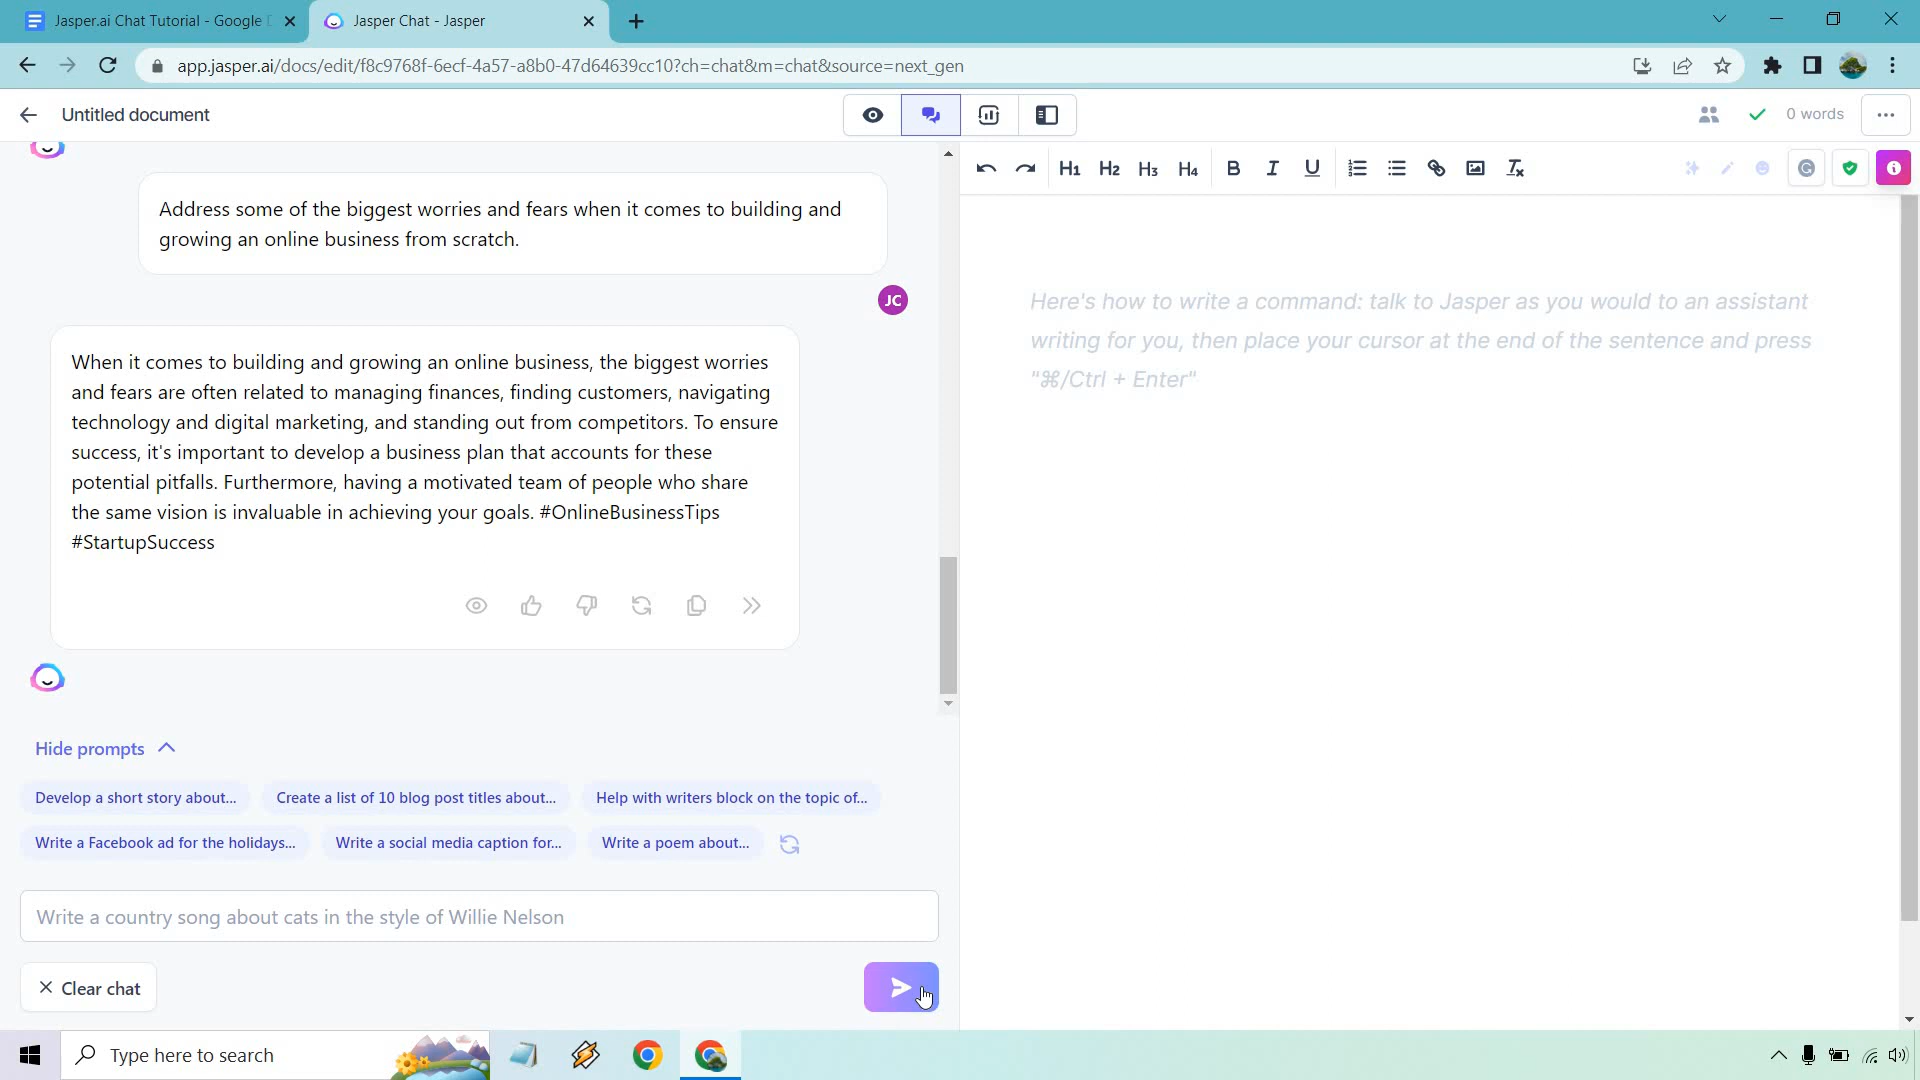 Jasper.ai Chat Tutorial - Google
Jasper Chat - Jasper
app.jasper.ai/docs/edit/f8c9768f-6ecf-4a57-a8b0-47d64639cc10?ch=chat&m=chat&source=next_gen
Untitled document
0 words
H1 H2 H3 H4 B I U
Address some of the biggest worries and fears when it comes to building and
growing an online business from scratch.
JC
When it comes to building and growing an online business, the biggest worries
and fears are often related to managing finances, finding customers, navigating
technology and digital marketing, and standing out from competitors. To ensure
success, it's important to develop a business plan that accounts for these
potential pitfalls. Furthermore, having a motivated team of people who share
the same vision is invaluable in achieving your goals. #OnlineBusinessTips
#StartupSuccess
Hide prompts
Develop a short story about...
Create a list of 10 blog post titles about...
Help with writers block on the topic of...
Write a Facebook ad for the holidays...
Write a social media caption for...
Write a poem about...
Write a country song about cats in the style of Willie Nelson
Clear chat
Here's how to write a command: talk to Jasper as you would to an assistant
writing for you, then place your cursor at the end of the sentence and press
"⌘/Ctrl + Enter"
Type here to search